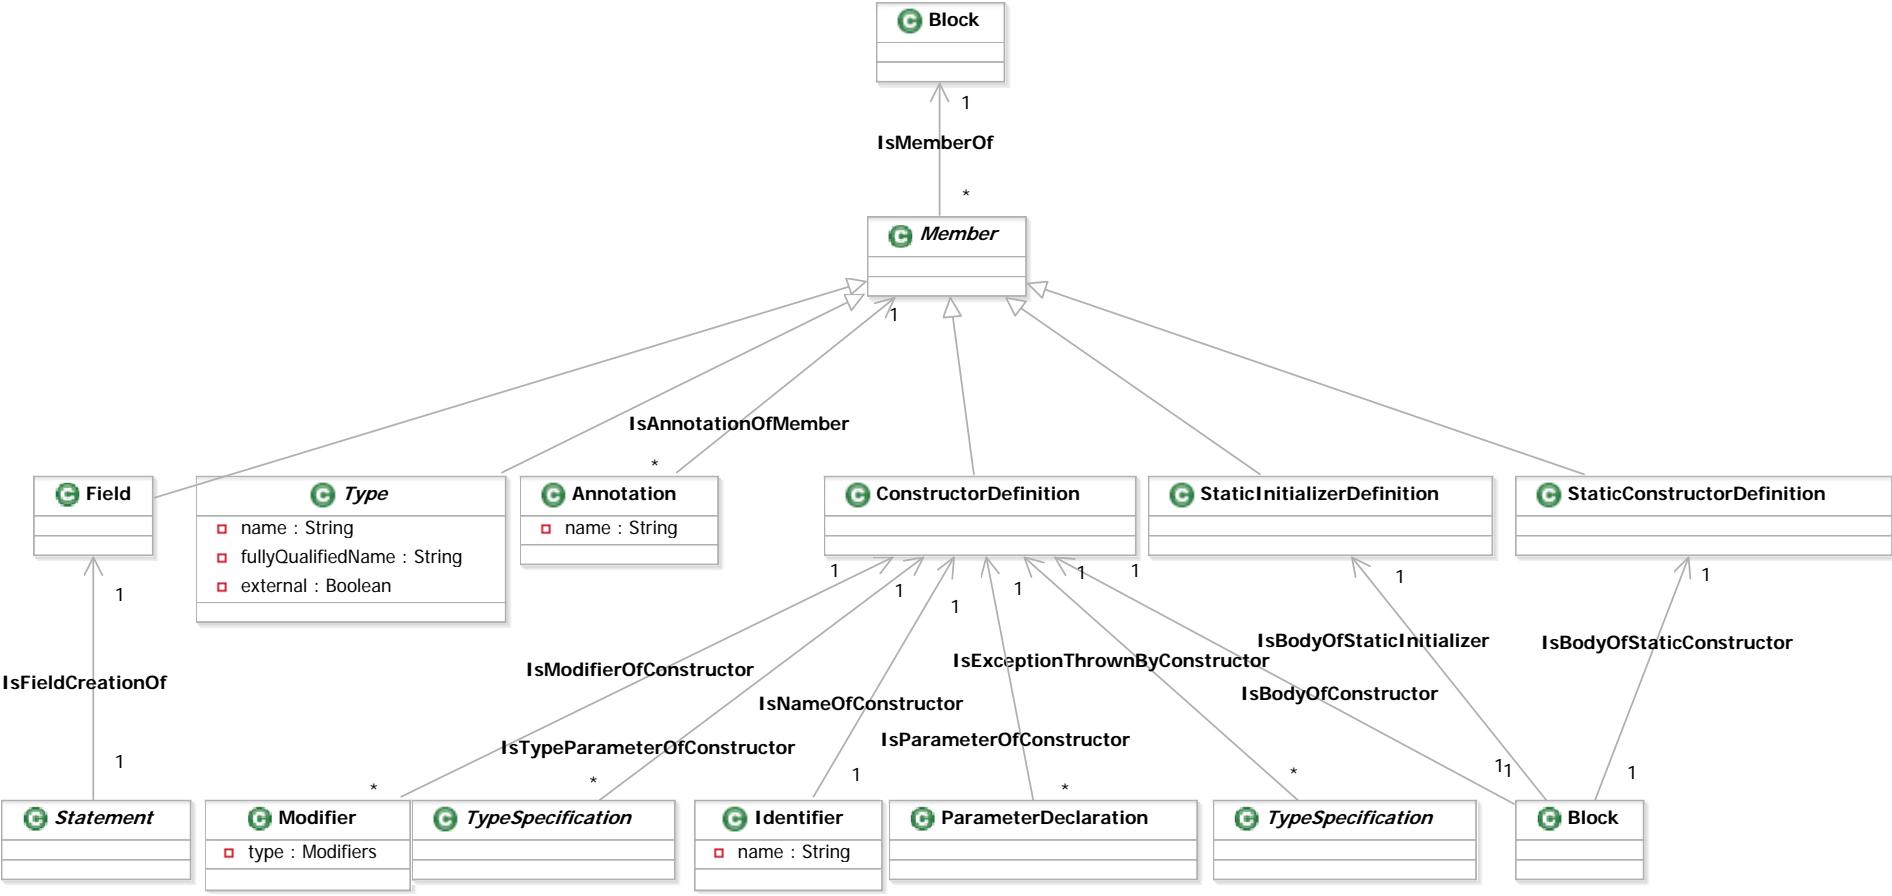 Block
1
IsMemberOf
*
Member
1
IsAnnotationOfMember
*
Field
Type
name : String
fullyQualifiedName : String
external : Boolean
Annotation
name : String
ConstructorDefinition
StaticInitializerDefinition
StaticConstructorDefinition
1
1
1
1
1
1
1
1
1
IsBodyOfStaticInitializer
IsBodyOfStaticConstructor
IsModifierOfConstructor
IsExceptionThrownByConstructor
IsFieldCreationOf
IsBodyOfConstructor
IsNameOfConstructor
IsTypeParameterOfConstructor
IsParameterOfConstructor
1
*
*
1
*
*
1
1
1
Statement
Modifier
type : Modifiers
TypeSpecification
Identifier
name : String
ParameterDeclaration
TypeSpecification
Block